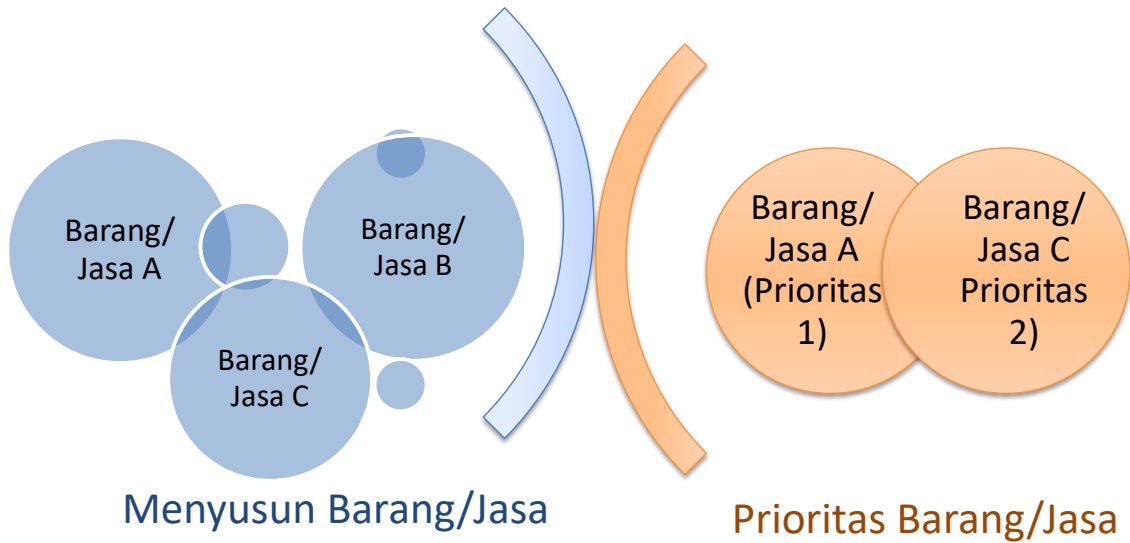 Barang/
Jasa A
Barang/
Jasa B
Barang/
Jasa C
Menyusun Barang/Jasa
Barang/
Jasa A
(Prioritas
1)
Barang/
Jasa C
Prioritas
2)
Prioritas Barang/Jasa